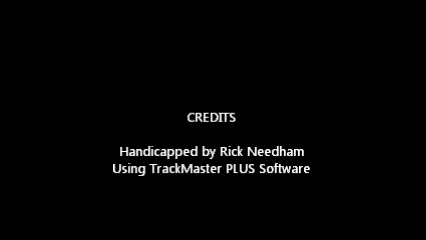 CREDITS
Handicapped by Rick Needham
Using TrackMaster PLUS Software